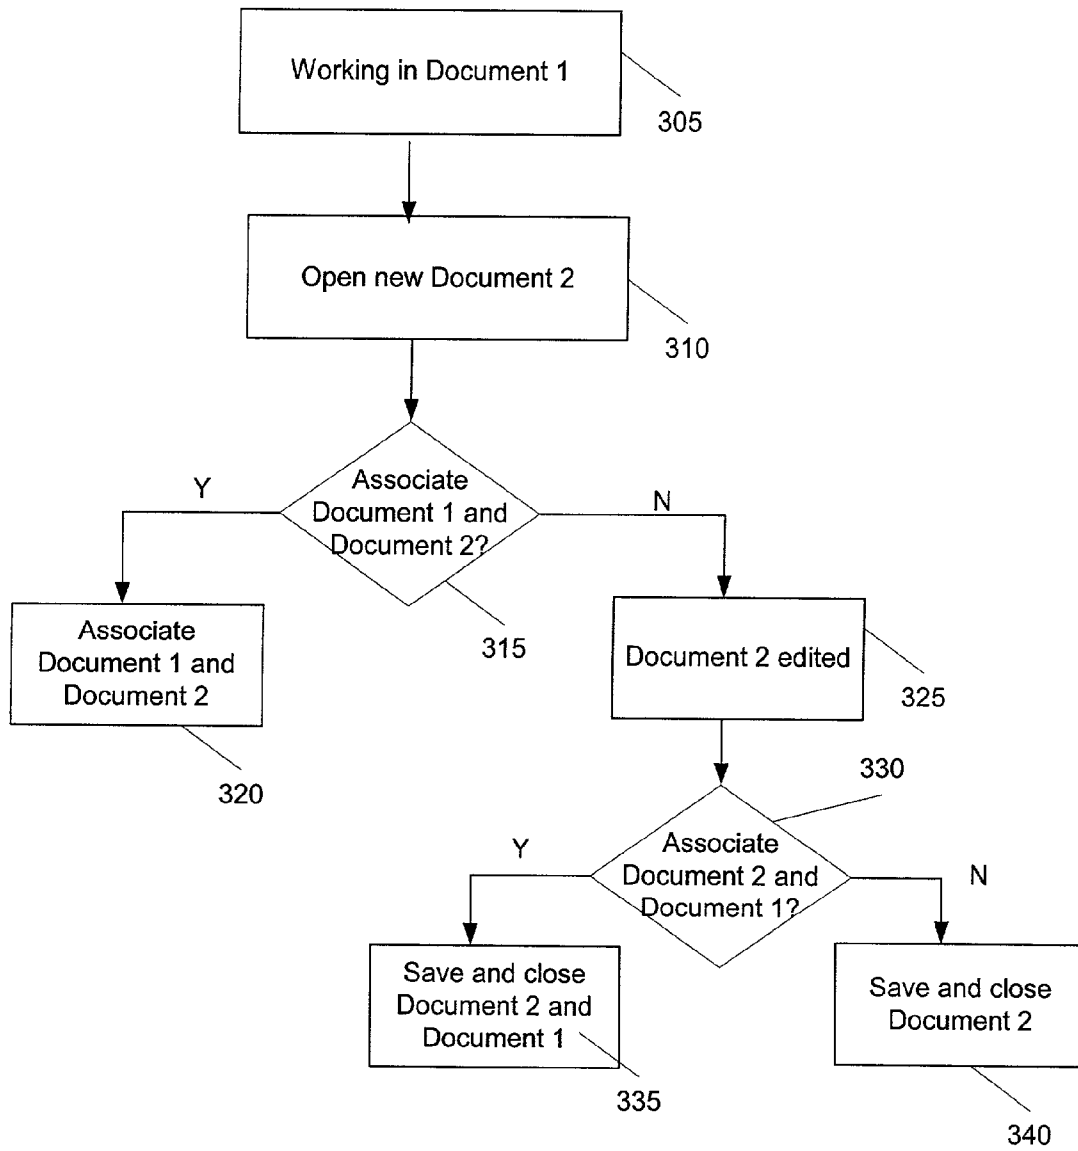 Working in Document 1
305
Open new Document 2
310
Associate
Document 1 and
Document 2?
Y
N
315
Associate
Document 1 and
Document 2
320
Document 2 edited
325
330
Associate
Document 2 and
Document 1?
Y
N
Save and close
Document 2 and
Document 1
335
Save and close
Document 2
340